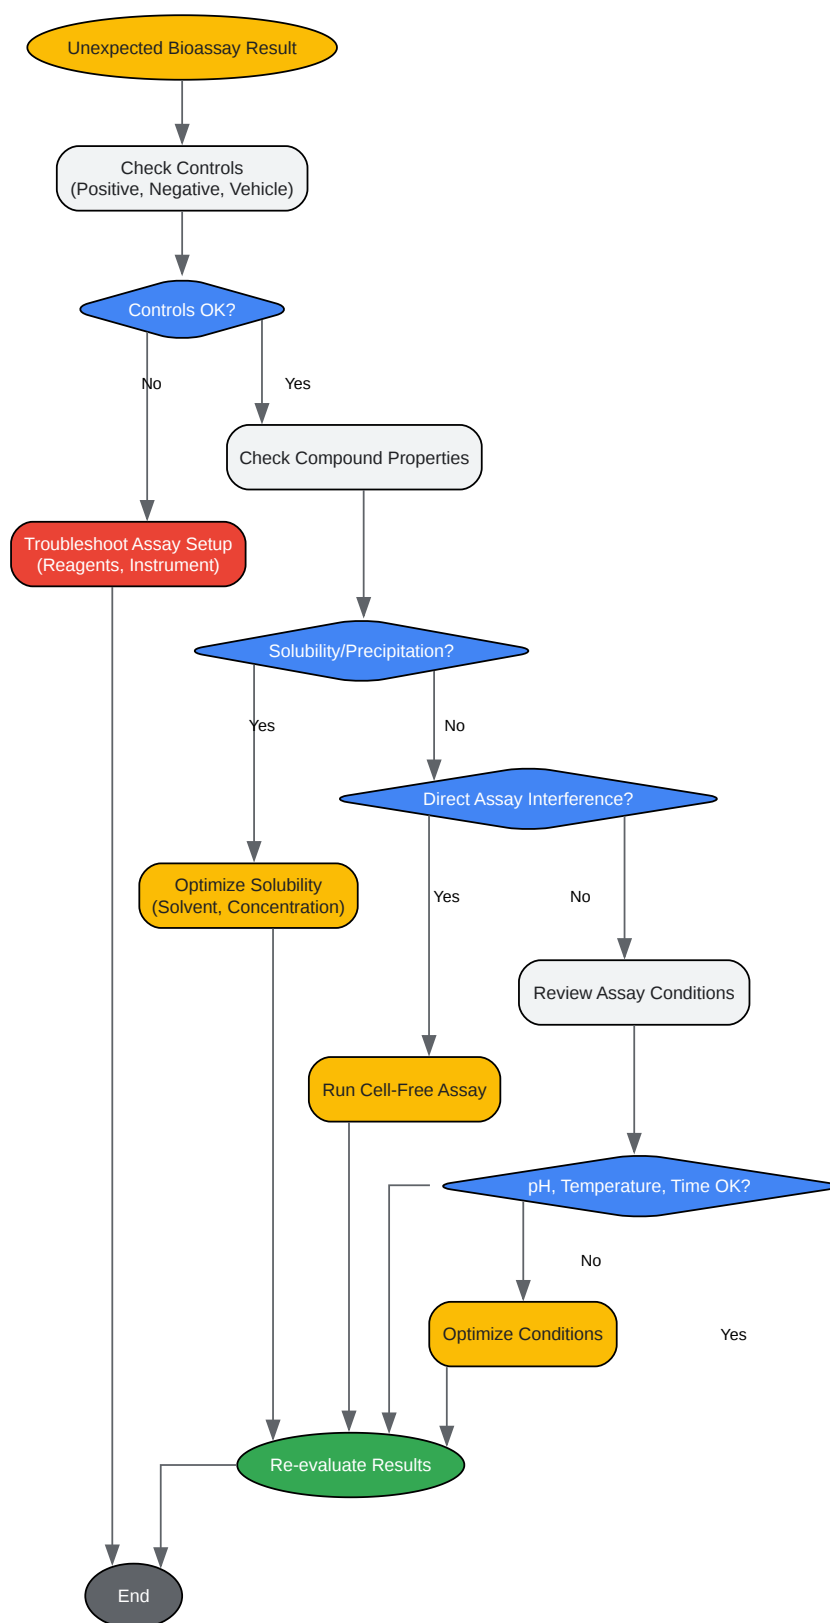 Unexpected Bioassay Result
Check Controls
(Positive, Negative, Vehicle)
Controls OK?
No
Yes
Check Compound Properties
Troubleshoot Assay Setup
(Reagents, Instrument)
Solubility/Precipitation?
Yes
No
Direct Assay Interference?
Optimize Solubility
(Solvent, Concentration)
Yes
No
Review Assay Conditions
Run Cell-Free Assay
pH, Temperature, Time OK?
No
Optimize Conditions
Yes
Re-evaluate Results
End